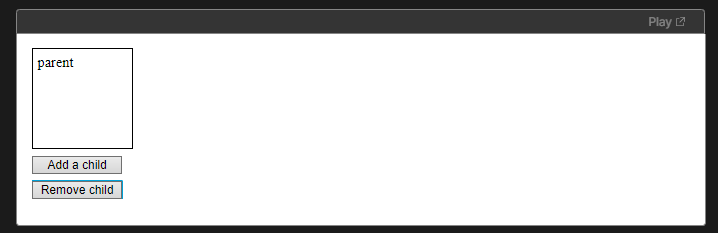 Play
parent
Add a child
Remove child